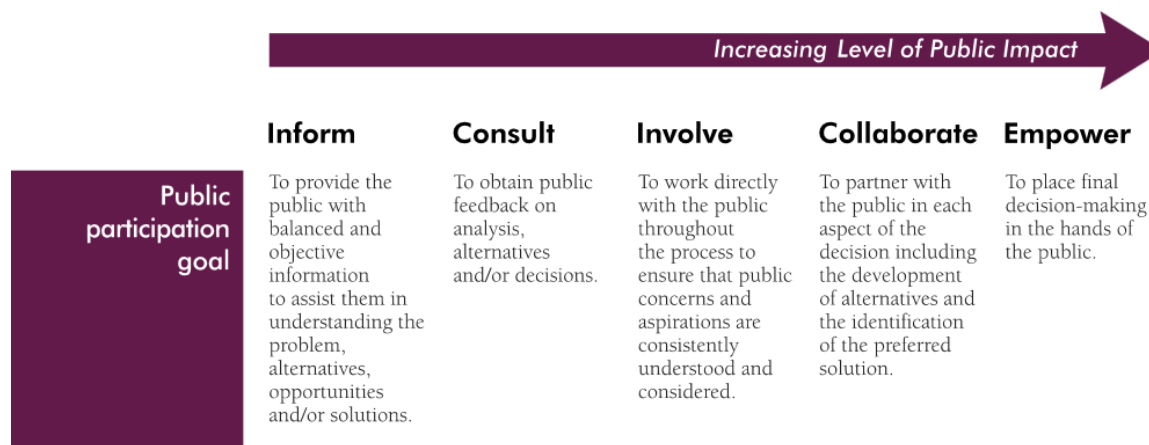 Increasing Level of Public Impact
Inform
Consult
Involve
Collaborate
Empower
Public
participation
goal
To provide the
public with
balanced and
objective
information
to assist them in
understanding the
problem,
alternatives,
opportunities
and/or solutions.
To obtain public
feedback on
analysis,
alternatives
and/or decisions.
To work directly
with the public
throughout
the process to
ensure that public
concerns and
aspirations are
consistently
understood and
considered.
To partner with
the public in each
aspect of the
decision including
the development
of alternatives and
the identification
of the preferred
solution.
To place final
decision-making
in the hands of
the public.